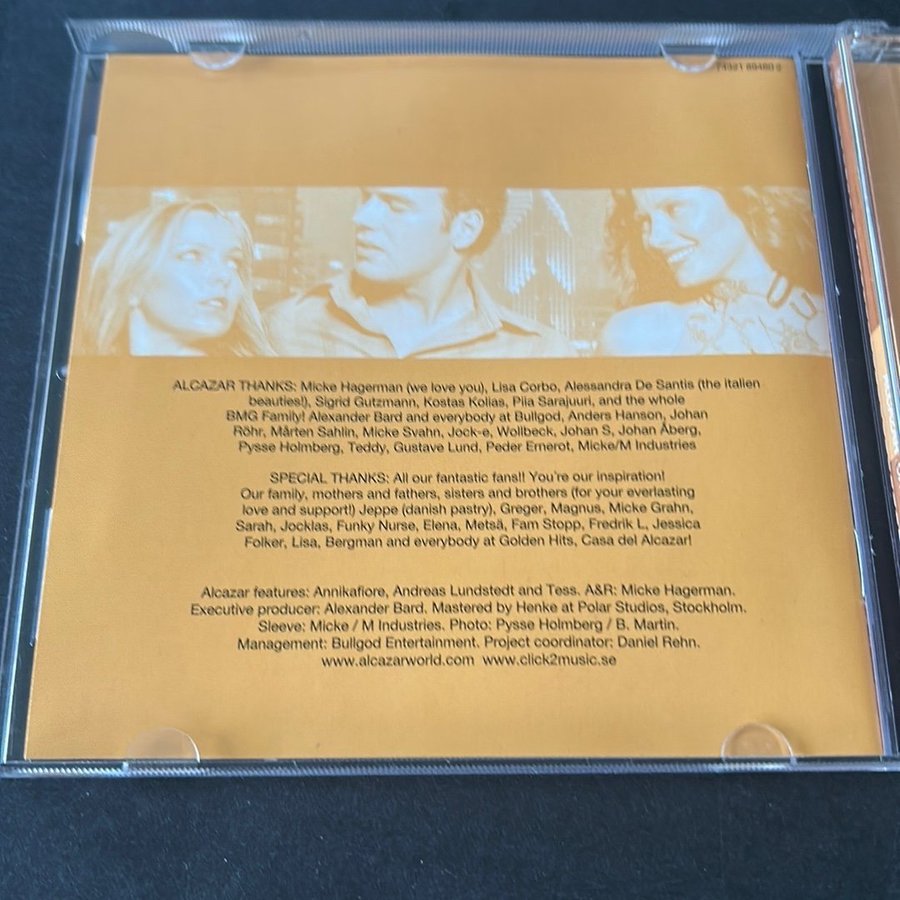 74321 89480 2
ALCAZAR THANKS: Micke Hagerman (we love you), Lisa Corbo, Alessandra De Santis (the italien
beauties!), Sigrid Gutzmann, Kostas Kolias, Piia Sarajuuri, and the whole
BMG Family! Alexander Bard and everybody at Bullgod, Anders Hanson, Johan
Röhr, Mårten Sahlin, Micke Svahn, Jock-e, Wollbeck, Johan S, Johan Åberg,
Pysse Holmberg, Teddy, Gustave Lund, Peder Ernerot, Micke/M Industries
SPECIAL THANKS: All our fantastic fans!! You're our inspiration!
Our family, mothers and fathers, sisters and brothers (for your everlasting
love and support!) Jeppe (danish pastry), Greger, Magnus, Micke Grahn,
Sarah, Jocklas, Funky Nurse, Elena, Metsä, Fam Stopp, Fredrik L, Jessica
Folker, Lisa, Bergman and everybody at Golden Hits, Casa del Alcazar!
Alcazar features: Annikafiore, Andreas Lundstedt and Tess. A&R: Micke Hagerman.
Executive producer: Alexander Bard. Mastered by Henke at Polar Studios, Stockholm.
Sleeve: Micke / M Industries. Photo: Pysse Holmberg / B. Martin.
Management: Bullgod Entertainment. Project coordinator: Daniel Rehn.
www.alcazarworld.com www.click2music.se